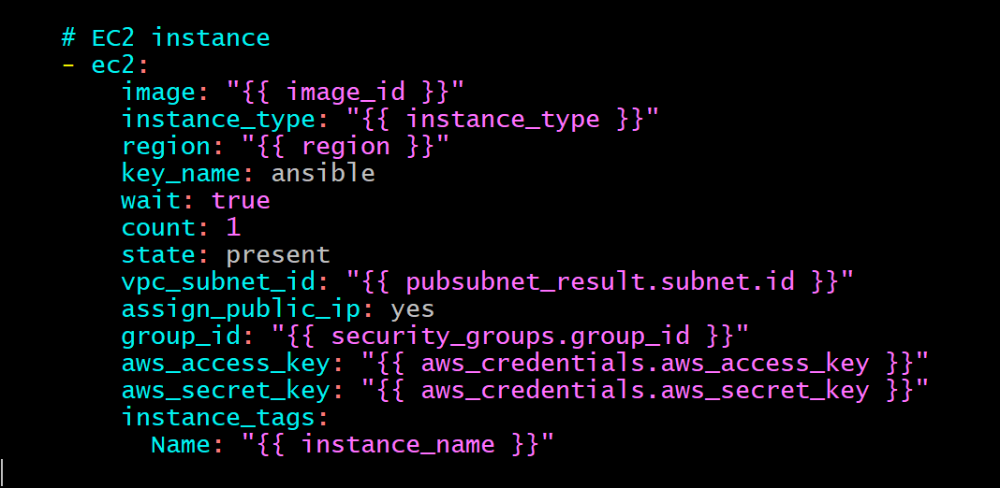 # EC2 instance
- ec2:
    image: "{{ image_id }}"
    instance_type: "{{ instance_type }}"
    region: "{{ region }}"
    key_name: ansible
    wait: true
    count: 1
    state: present
    vpc_subnet_id: "{{ pubsubnet_result.subnet.id }}"
    assign_public_ip: yes
    group_id: "{{ security_groups.group_id }}"
    aws_access_key: "{{ aws_credentials.aws_access_key }}"
    aws_secret_key: "{{ aws_credentials.aws_secret_key }}"
    instance_tags:
      Name: "{{ instance_name }}"